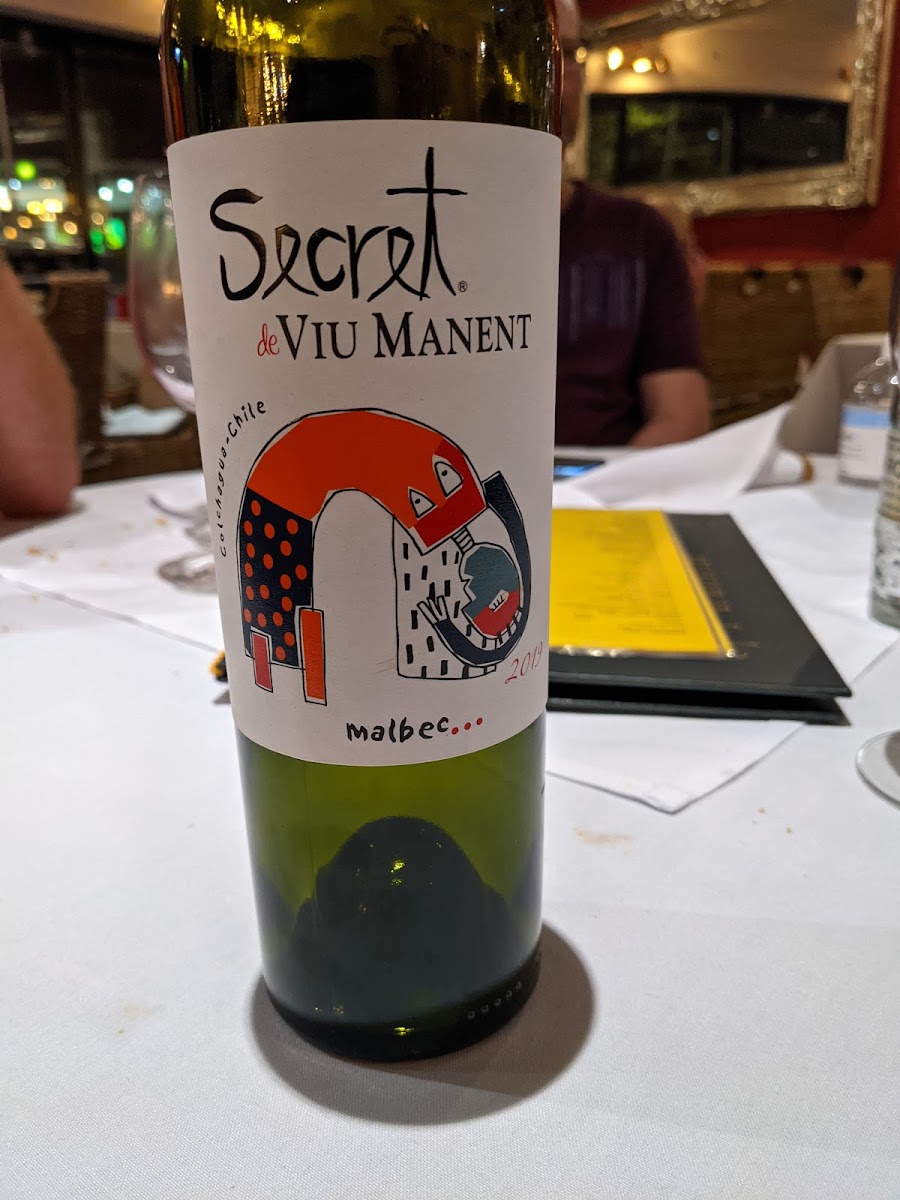 Secret®
de VIU MANENT
Colchagua-Chile
2019
malbec...